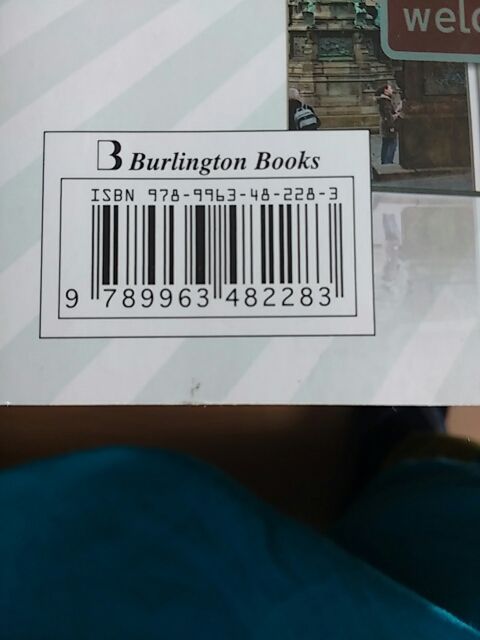 welc
B Burlington Books
ISBN 978-9963-48-228-3
9 789963 482283